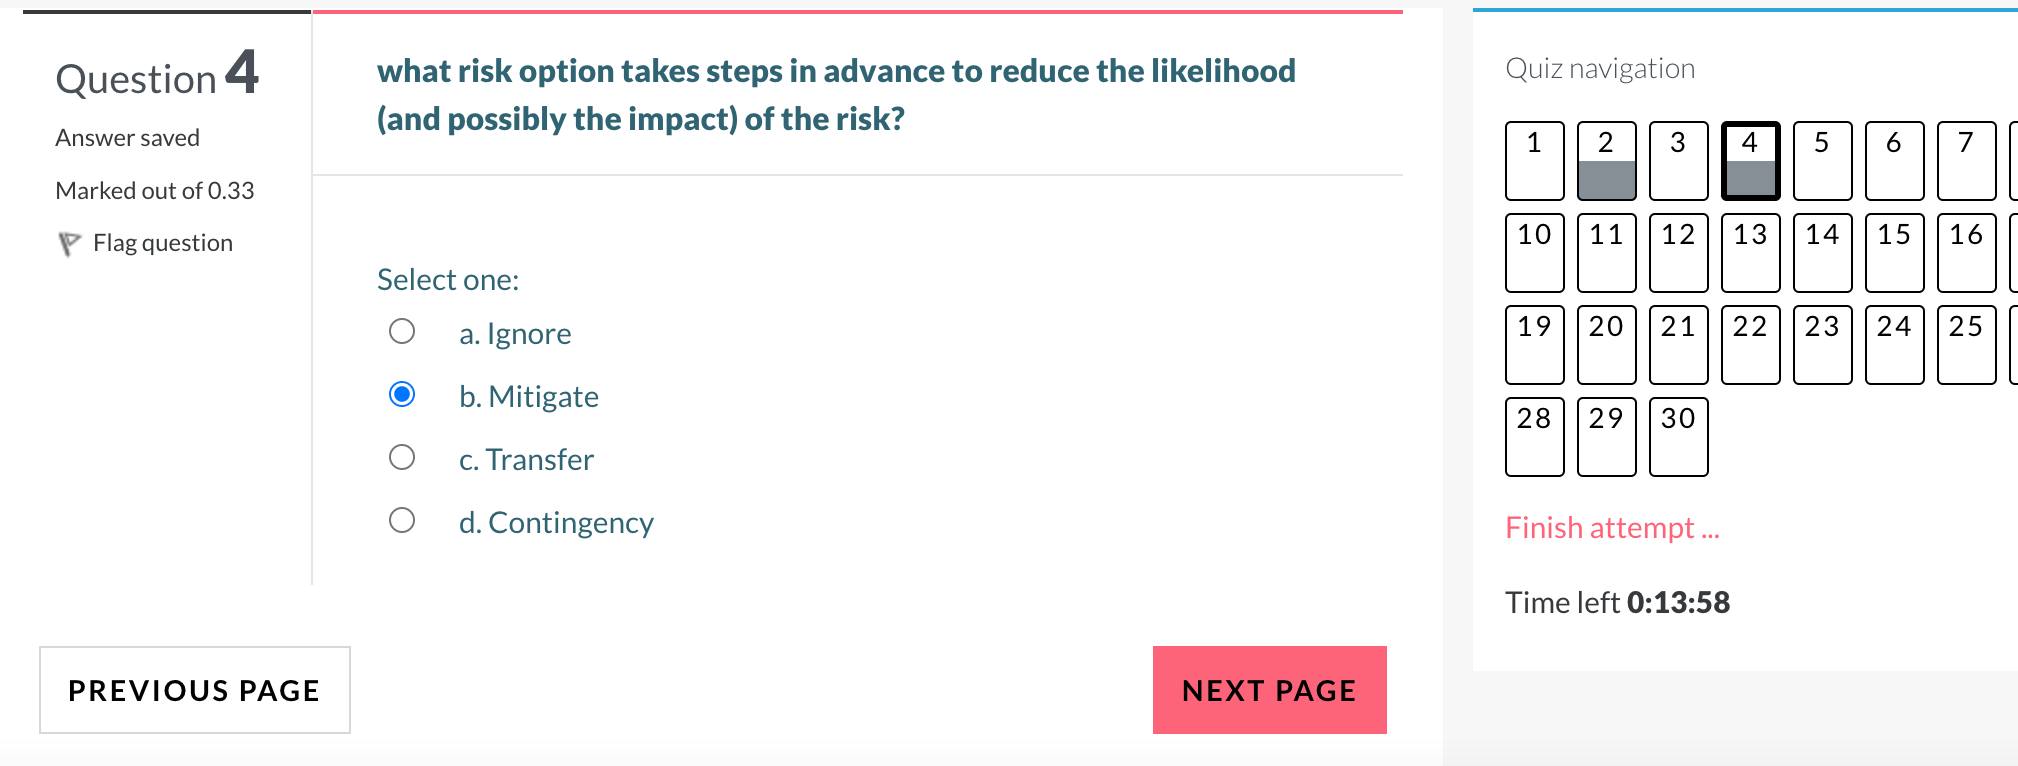 Question 4
Answer saved
Marked out of 0.33
Flag question
what risk option takes steps in advance to reduce the likelihood
(and possibly the impact) of the risk?
Select one:
a. Ignore
b. Mitigate
c. Transfer
d. Contingency
PREVIOUS PAGE
NEXT PAGE
Quiz navigation
1 2 3 4 5 6 7
10 11 12 13 14 15 16
19 20 21 22 23 24 25
28 29 30
Finish attempt ...
Time left 0:13:58